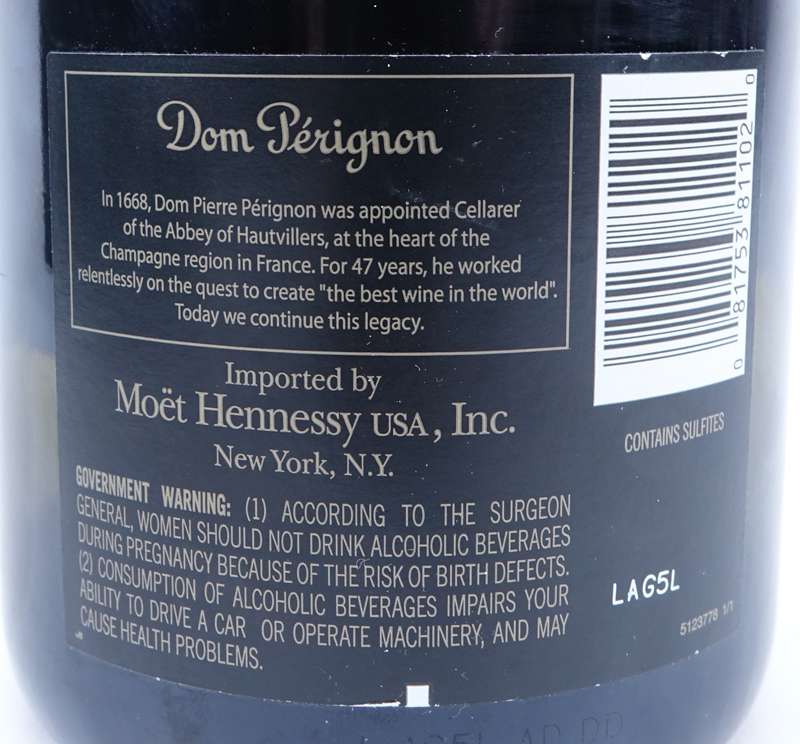 Dom Pérignon
In 1668, Dom Pierre Pérignon was appointed Cellarer
of the Abbey of Hautvillers, at the heart of the
Champagne region in France. For 47 years, he worked
relentlessly on the quest to create "the best wine in the world".
Today we continue this legacy.
Imported by
Moët Hennessy USA, Inc.
New York, N.Y.
GOVERNMENT WARNING: (1) ACCORDING TO THE SURGEON
GENERAL, WOMEN SHOULD NOT DRINK ALCOHOLIC BEVERAGES
DURING PREGNANCY BECAUSE OF THE RISK OF BIRTH DEFECTS.
(2) CONSUMPTION OF ALCOHOLIC BEVERAGES IMPAIRS YOUR
ABILITY TO DRIVE A CAR OR OPERATE MACHINERY, AND MAY
CAUSE HEALTH PROBLEMS.
0 81753 81102 0
CONTAINS SULFITES
LAG5L
5123778 1/1